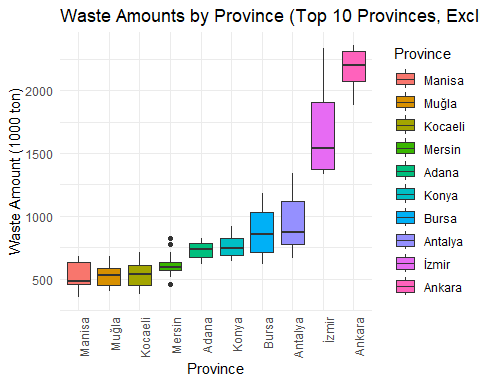 Waste Amounts by Province (Top 10 Provinces, Excl
Waste Amount (1000 ton)
2000
1500
1000
500
Manisa
Muğla
Kocaeli
Mersin
Adana
Konya
Bursa
Antalya
İzmir
Ankara
Province
Province
Manisa
Muğla
Kocaeli
Mersin
Adana
Konya
Bursa
Antalya
İzmir
Ankara